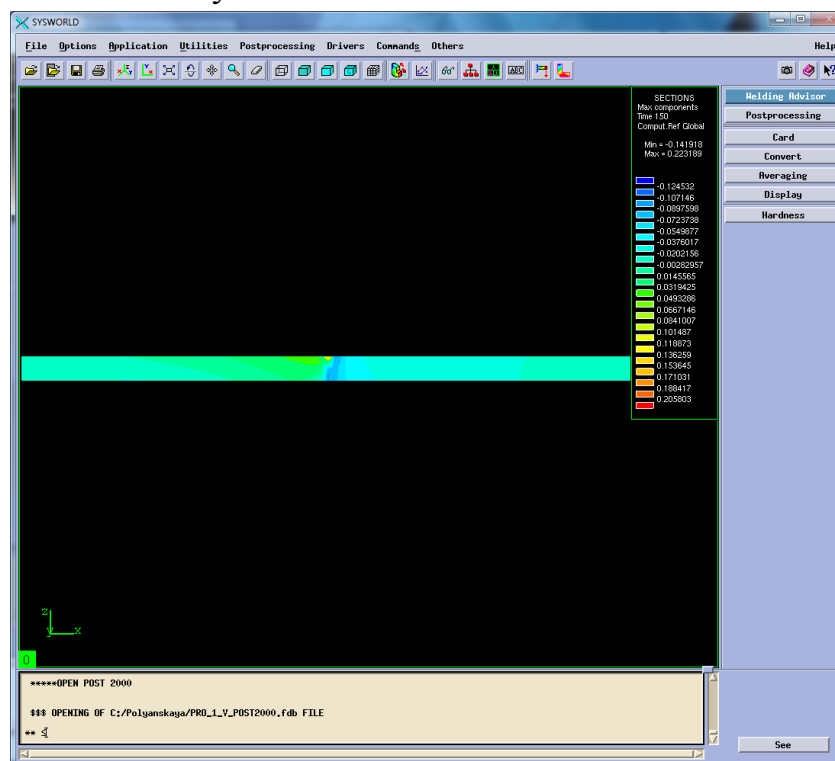 SYSWORLD
File Options Application Utilities Postprocessing Drivers Commands Others Help
SECTIONS
Max components
Time 150
Comput.Ref Global
Min = -0.141918
Max = 0.223189
-0.124532
-0.107146
-0.0897598
-0.0723738
-0.0549877
-0.0376017
-0.0202156
-0.00282957
0.0145565
0.0319425
0.0493286
0.0667146
0.0841007
0.101487
0.118873
0.136259
0.153645
0.171031
0.188417
0.205803
Welding Advisor
Postprocessing
Card
Convert
Averaging
Display
Hardness
z
y x
0
*****OPEN POST 2000
$$$ OPENING OF C:/Polyanskaya/PRO_1_V_POST2000.fdb FILE
**
See